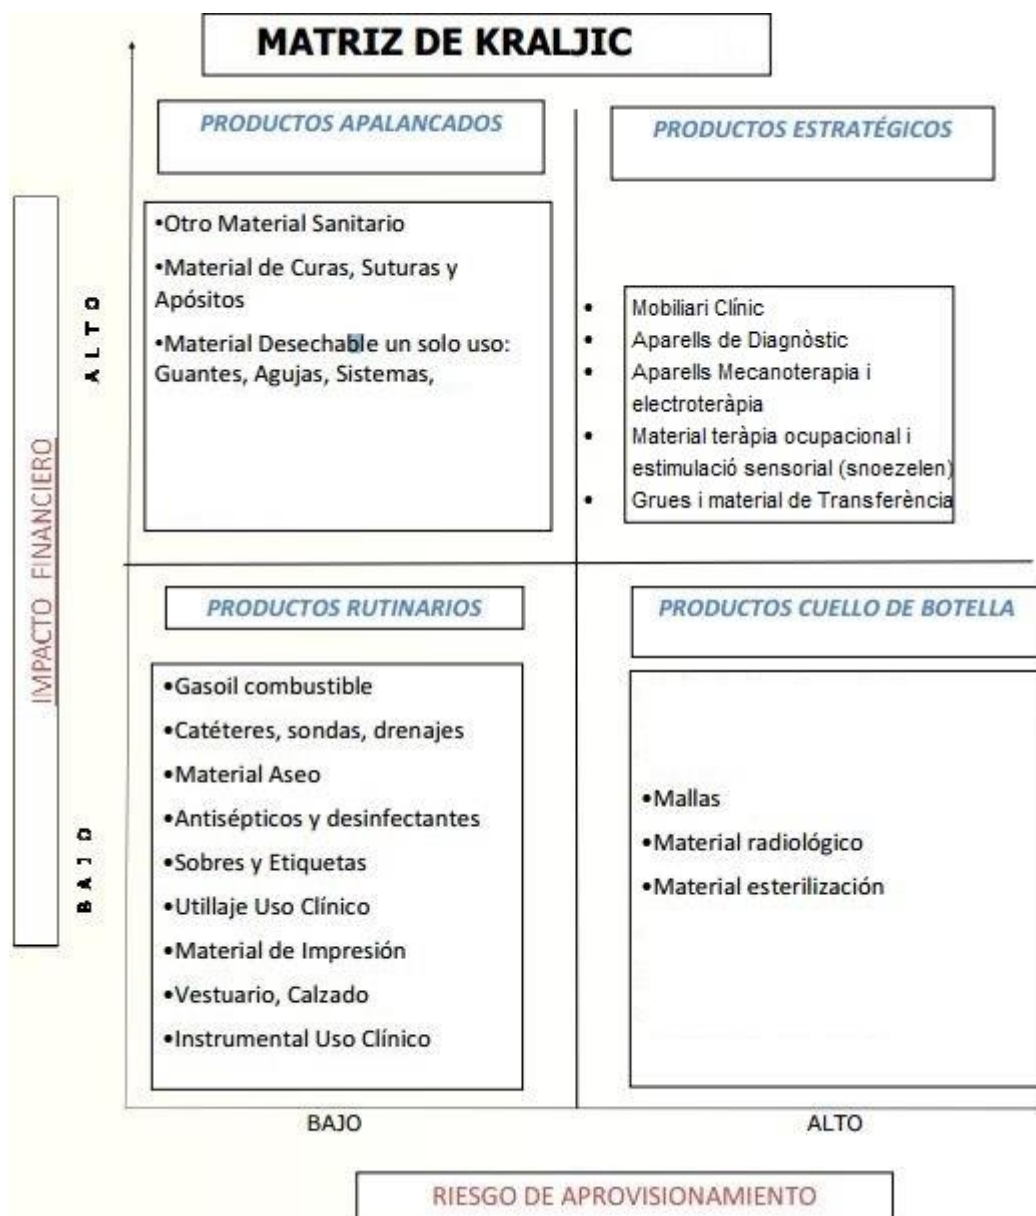 MATRIZ DE KRALJIC
PRODUCTOS APALANCADOS
PRODUCTOS ESTRATÉGICOS
IMPACTO FINANCIERO
ALTO
•Otro Material Sanitario
•Material de Curas, Suturas y
Apósitos
•Material Desechable un solo uso:
Guantes, Agujas, Sistemas,
• Mobiliari Clínic
• Aparells de Diagnòstic
• Aparells Mecanoterapia i
electroteràpia
• Material teràpia ocupacional i
estimulació sensorial (snoezelen)
• Grues i material de Transferència
BAJO
PRODUCTOS RUTINARIOS
•Gasoil combustible
•Catéteres, sondas, drenajes
•Material Aseo
•Antisépticos y desinfectantes
•Sobres y Etiquetas
•Utillaje Uso Clínico
•Material de Impresión
•Vestuario, Calzado
•Instrumental Uso Clínico
PRODUCTOS CUELLO DE BOTELLA
•Mallas
•Material radiológico
•Material esterilización
BAJO
ALTO
RIESGO DE APROVISIONAMIENTO